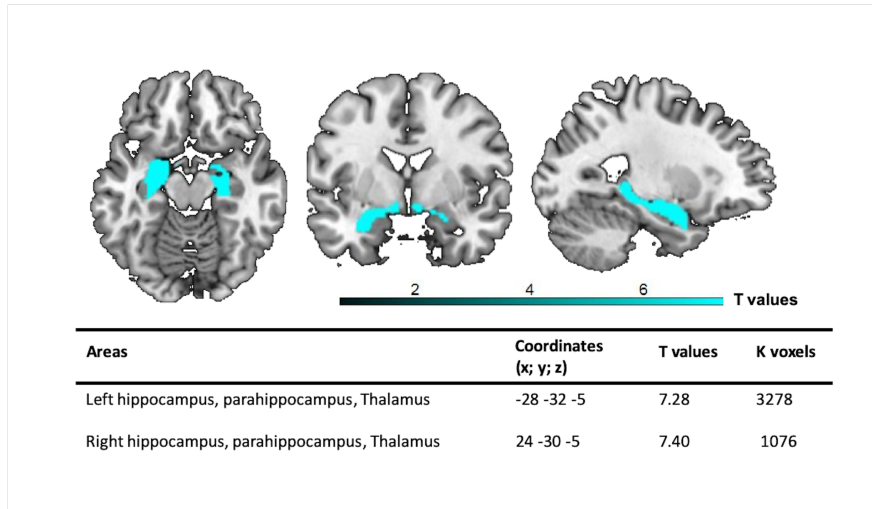 2 4 6
T values
Areas Coordinates (x; y; z) T values K voxels
Left hippocampus, parahippocampus, Thalamus -28 -32 -5 7.28 3278
Right hippocampus, parahippocampus, Thalamus 24 -30 -5 7.40 1076